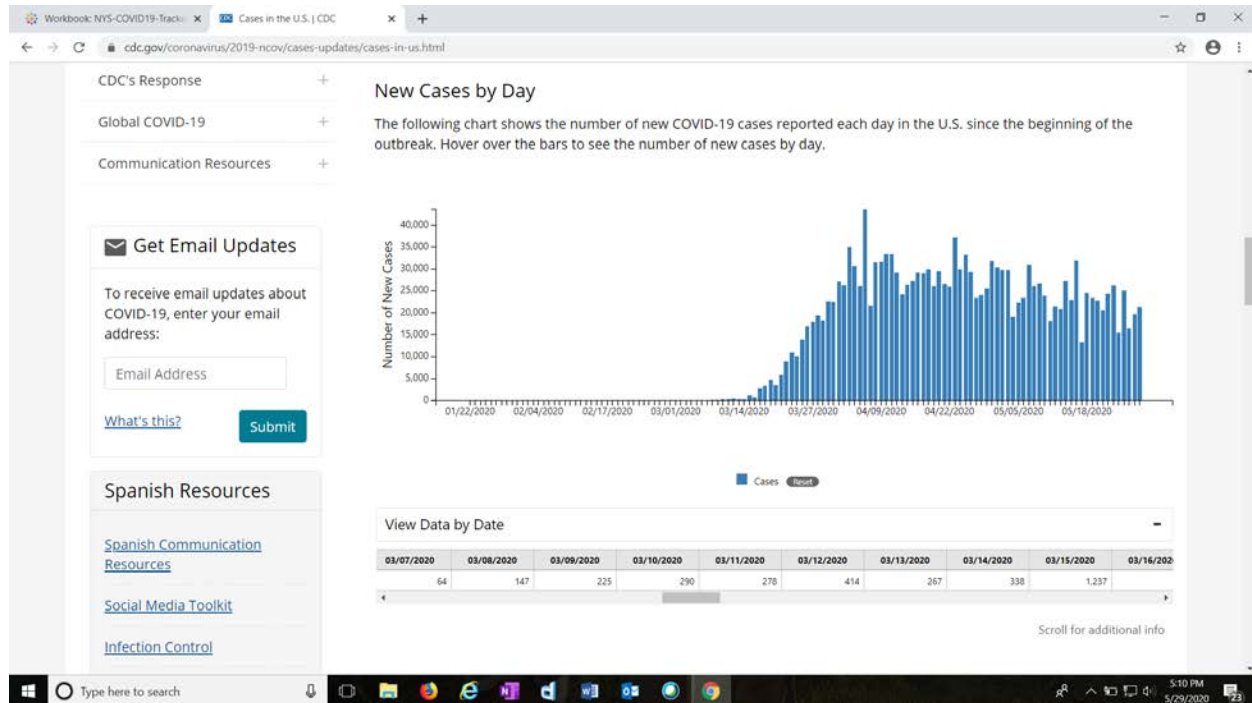 Workbook: NYS-COVID19-Tracke
Cases in the U.S. | CDC
cdc.gov/coronavirus/2019-ncov/cases-updates/cases-in-us.html
CDC's Response
Global COVID-19
Communication Resources
Get Email Updates
To receive email updates about
COVID-19, enter your email
address:
Email Address
What's this?
Submit
Spanish Resources
Spanish Communication
Resources
Social Media Toolkit
Infection Control
New Cases by Day
The following chart shows the number of new COVID-19 cases reported each day in the U.S. since the beginning of the
outbreak. Hover over the bars to see the number of new cases by day.
Number of New Cases
40,000
35,000
30,000
25,000
20,000
15,000
10,000
5,000
0
01/22/2020 02/04/2020 02/17/2020 03/01/2020 03/14/2020 03/27/2020 04/09/2020 04/22/2020 05/05/2020 05/18/2020
Cases Reset
View Data by Date
03/07/2020 03/08/2020 03/09/2020 03/10/2020 03/11/2020 03/12/2020 03/13/2020 03/14/2020 03/15/2020 03/16/202
64 147 225 290 278 414 267 338 1,237
Scroll for additional info
Type here to search
5:10 PM
5/29/2020
23